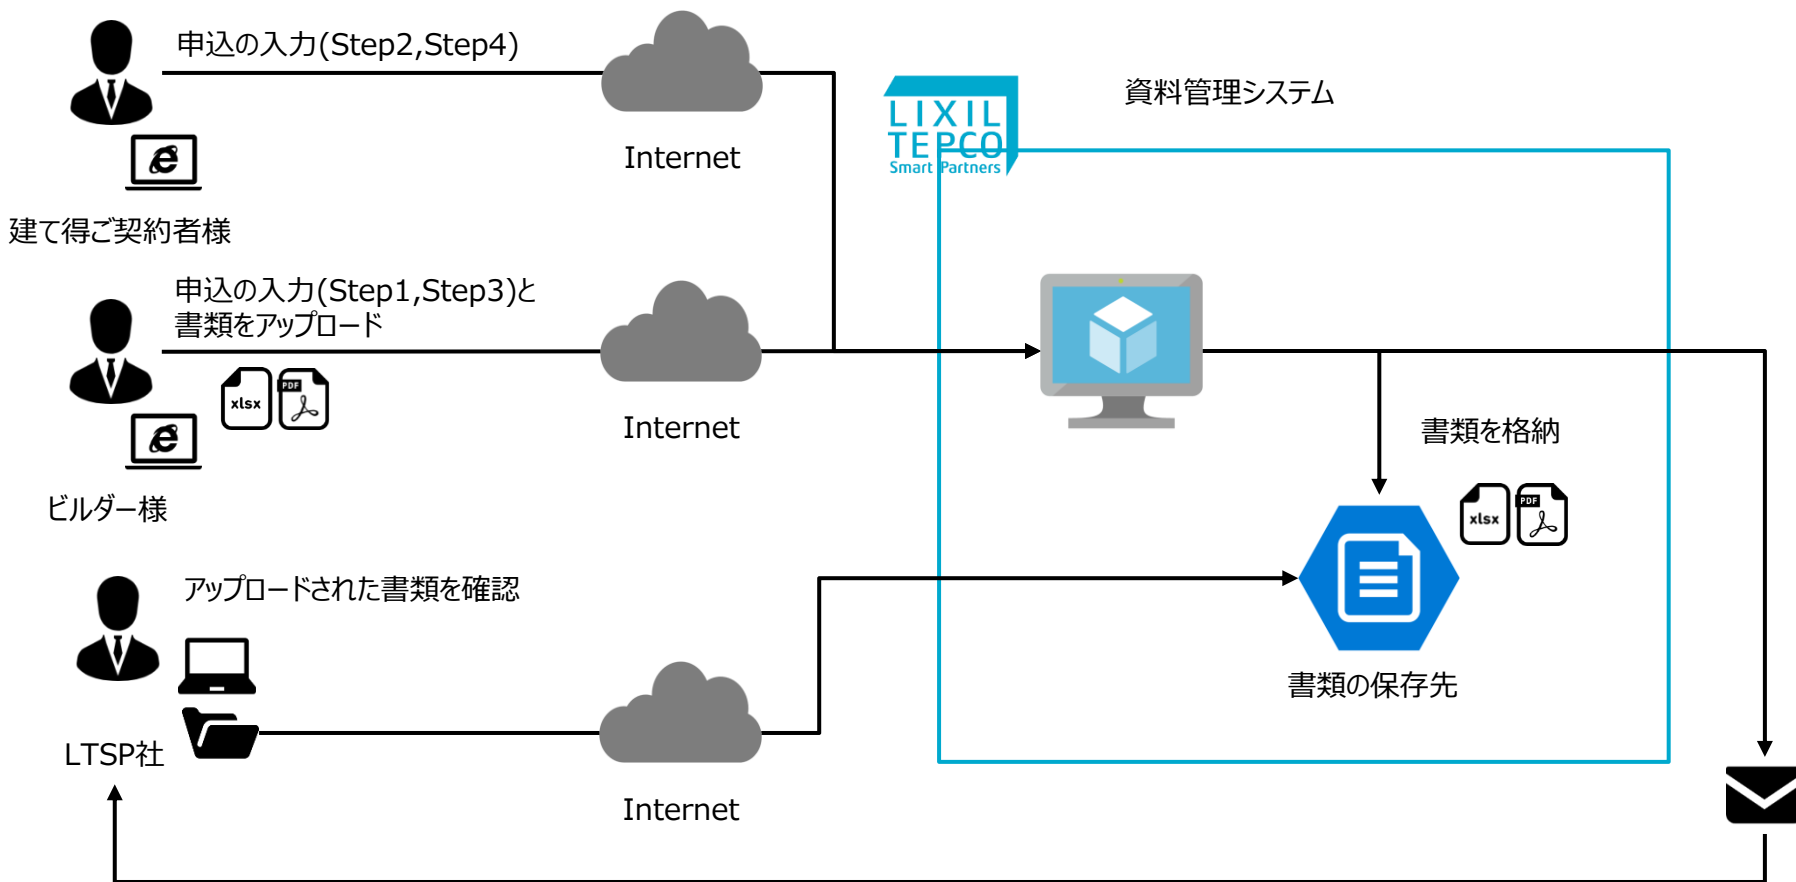 申込の入力(Step2,Step4)
Internet
建て得ご契約者様
LIXIL
TEPCO
Smart Partners
資料管理システム
申込の入力(Step1,Step3)と
書類をアップロード
xlsx
PDF
Internet
ビルダー様
書類を格納
xlsx
PDF
アップロードされた書類を確認
書類の保存先
LTSP社
Internet